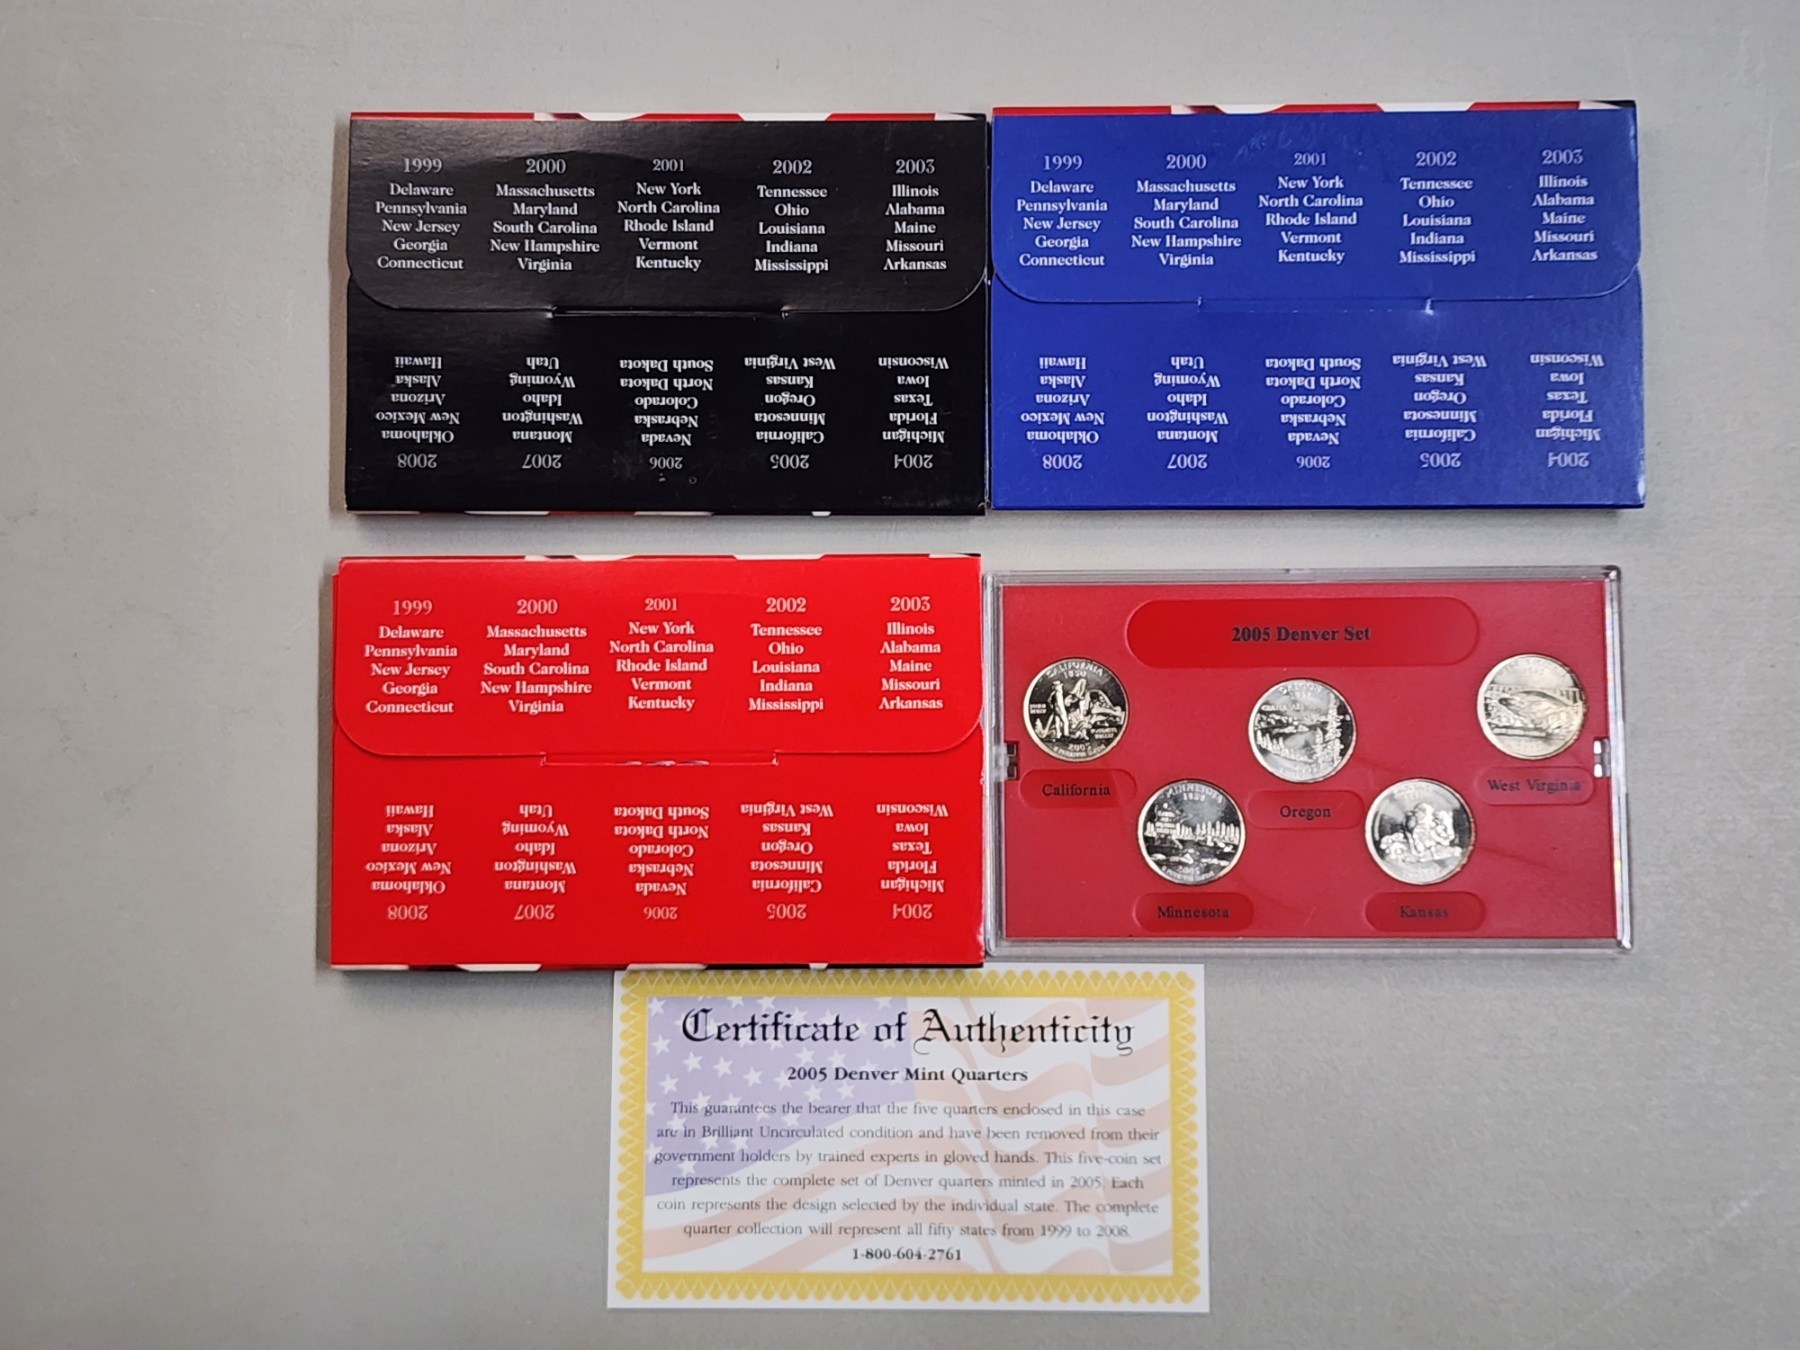 1999 2000 2001 2002 2003
Delaware Massachusetts New York Tennessee Illinois
Pennsylvania Maryland North Carolina Ohio Alabama
New Jersey South Carolina Rhode Island Louisiana Maine
Georgia New Hampshire Vermont Indiana Missouri
Connecticut Virginia Kentucky Mississippi Arkansas
2004 2005 2006 2007 2008
Michigan California Nevada Montana Oklahoma
Florida Minnesota Nebraska Washington New Mexico
Texas Oregon Colorado Idaho Arizona
Iowa Kansas North Dakota Wyoming Alaska
Wisconsin West Virginia South Dakota Utah Hawaii
1999 2000 2001 2002 2003
Delaware Massachusetts New York Tennessee Illinois
Pennsylvania Maryland North Carolina Ohio Alabama
New Jersey South Carolina Rhode Island Louisiana Maine
Georgia New Hampshire Vermont Indiana Missouri
Connecticut Virginia Kentucky Mississippi Arkansas
2004 2005 2006 2007 2008
Michigan California Nevada Montana Oklahoma
Florida Minnesota Nebraska Washington New Mexico
Texas Oregon Colorado Idaho Arizona
Iowa Kansas North Dakota Wyoming Alaska
Wisconsin West Virginia South Dakota Utah Hawaii
1999 2000 2001 2002 2003
Delaware Massachusetts New York Tennessee Illinois
Pennsylvania Maryland North Carolina Ohio Alabama
New Jersey South Carolina Rhode Island Louisiana Maine
Georgia New Hampshire Vermont Indiana Missouri
Connecticut Virginia Kentucky Mississippi Arkansas
2004 2005 2006 2007 2008
Michigan California Nevada Montana Oklahoma
Florida Minnesota Nebraska Washington New Mexico
Texas Oregon Colorado Idaho Arizona
Iowa Kansas North Dakota Wyoming Alaska
Wisconsin West Virginia South Dakota Utah Hawaii
2005 Denver Set
CALIFORNIA
1850
2005
California
MINNESOTA
1858
2005
Minnesota
Oregon
Kansas
West Virginia
Certificate of Authenticity
2005 Denver Mint Quarters
This guarantees the bearer that the five quarters enclosed in this case
are in Brilliant Uncirculated condition and have been removed from their
government holders by trained experts in gloved hands. This five-coin set
represents the complete set of Denver quarters minted in 2005. Each
coin represents the design selected by the individual state. The complete
quarter collection will represent all fifty states from 1999 to 2008.
1-800-604-2761